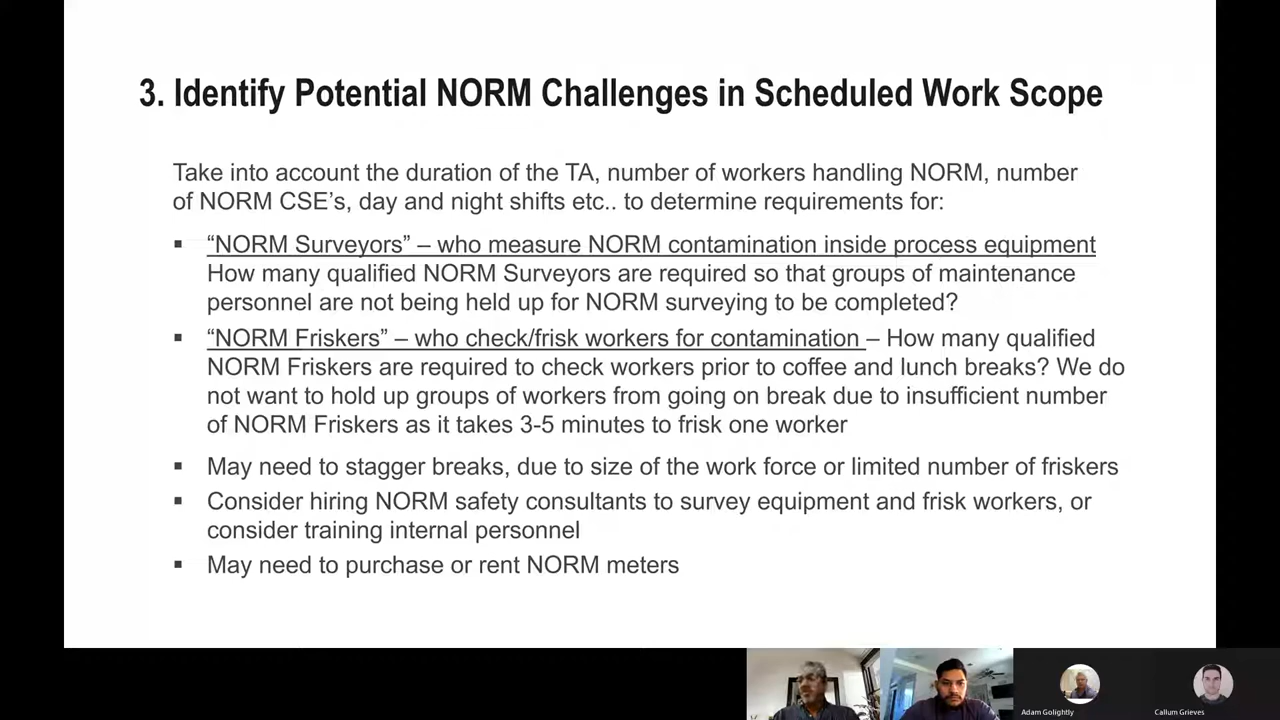 3. Identify Potential NORM Challenges in Scheduled Work Scope
Take into account the duration of the TA, number of workers handling NORM, number
of NORM CSE’s, day and night shifts etc.. to determine requirements for:
▪ “NORM Surveyors” – who measure NORM contamination inside process equipment
How many qualified NORM Surveyors are required so that groups of maintenance
personnel are not being held up for NORM surveying to be completed?
▪ “NORM Friskers” – who check/frisk workers for contamination – How many qualified
NORM Friskers are required to check workers prior to coffee and lunch breaks? We do
not want to hold up groups of workers from going on break due to insufficient number
of NORM Friskers as it takes 3-5 minutes to frisk one worker
▪ May need to stagger breaks, due to size of the work force or limited number of friskers
▪ Consider hiring NORM safety consultants to survey equipment and frisk workers, or
consider training internal personnel
▪ May need to purchase or rent NORM meters
Adam Golightly
Callum Grieves